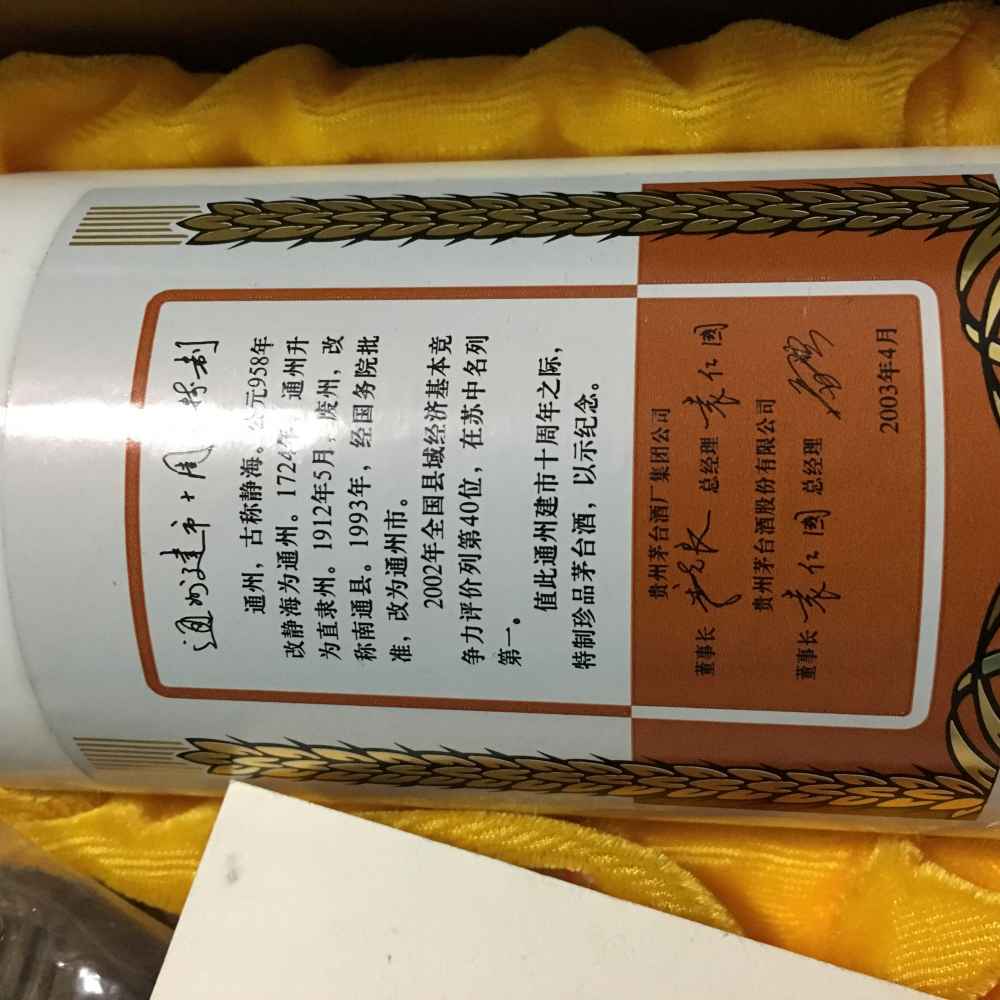 通州建市十周年特制
通州，古称静海。公元958年
改静海为通州。1724年，通州升
为直隶州。1912年5月，废州，改
称南通县。1993年，经国务院批
准，改为通州市。
2002年全国县域经济基本竞
争力评价列第40位，在苏中名列
第一。
值此通州建市十周年之际，
特制珍品茅台酒，以示纪念。
贵州茅台酒厂集团公司
董事长 总经理 袁仁国
贵州茅台酒股份有限公司
董事长 袁仁国 总经理
2003年4月